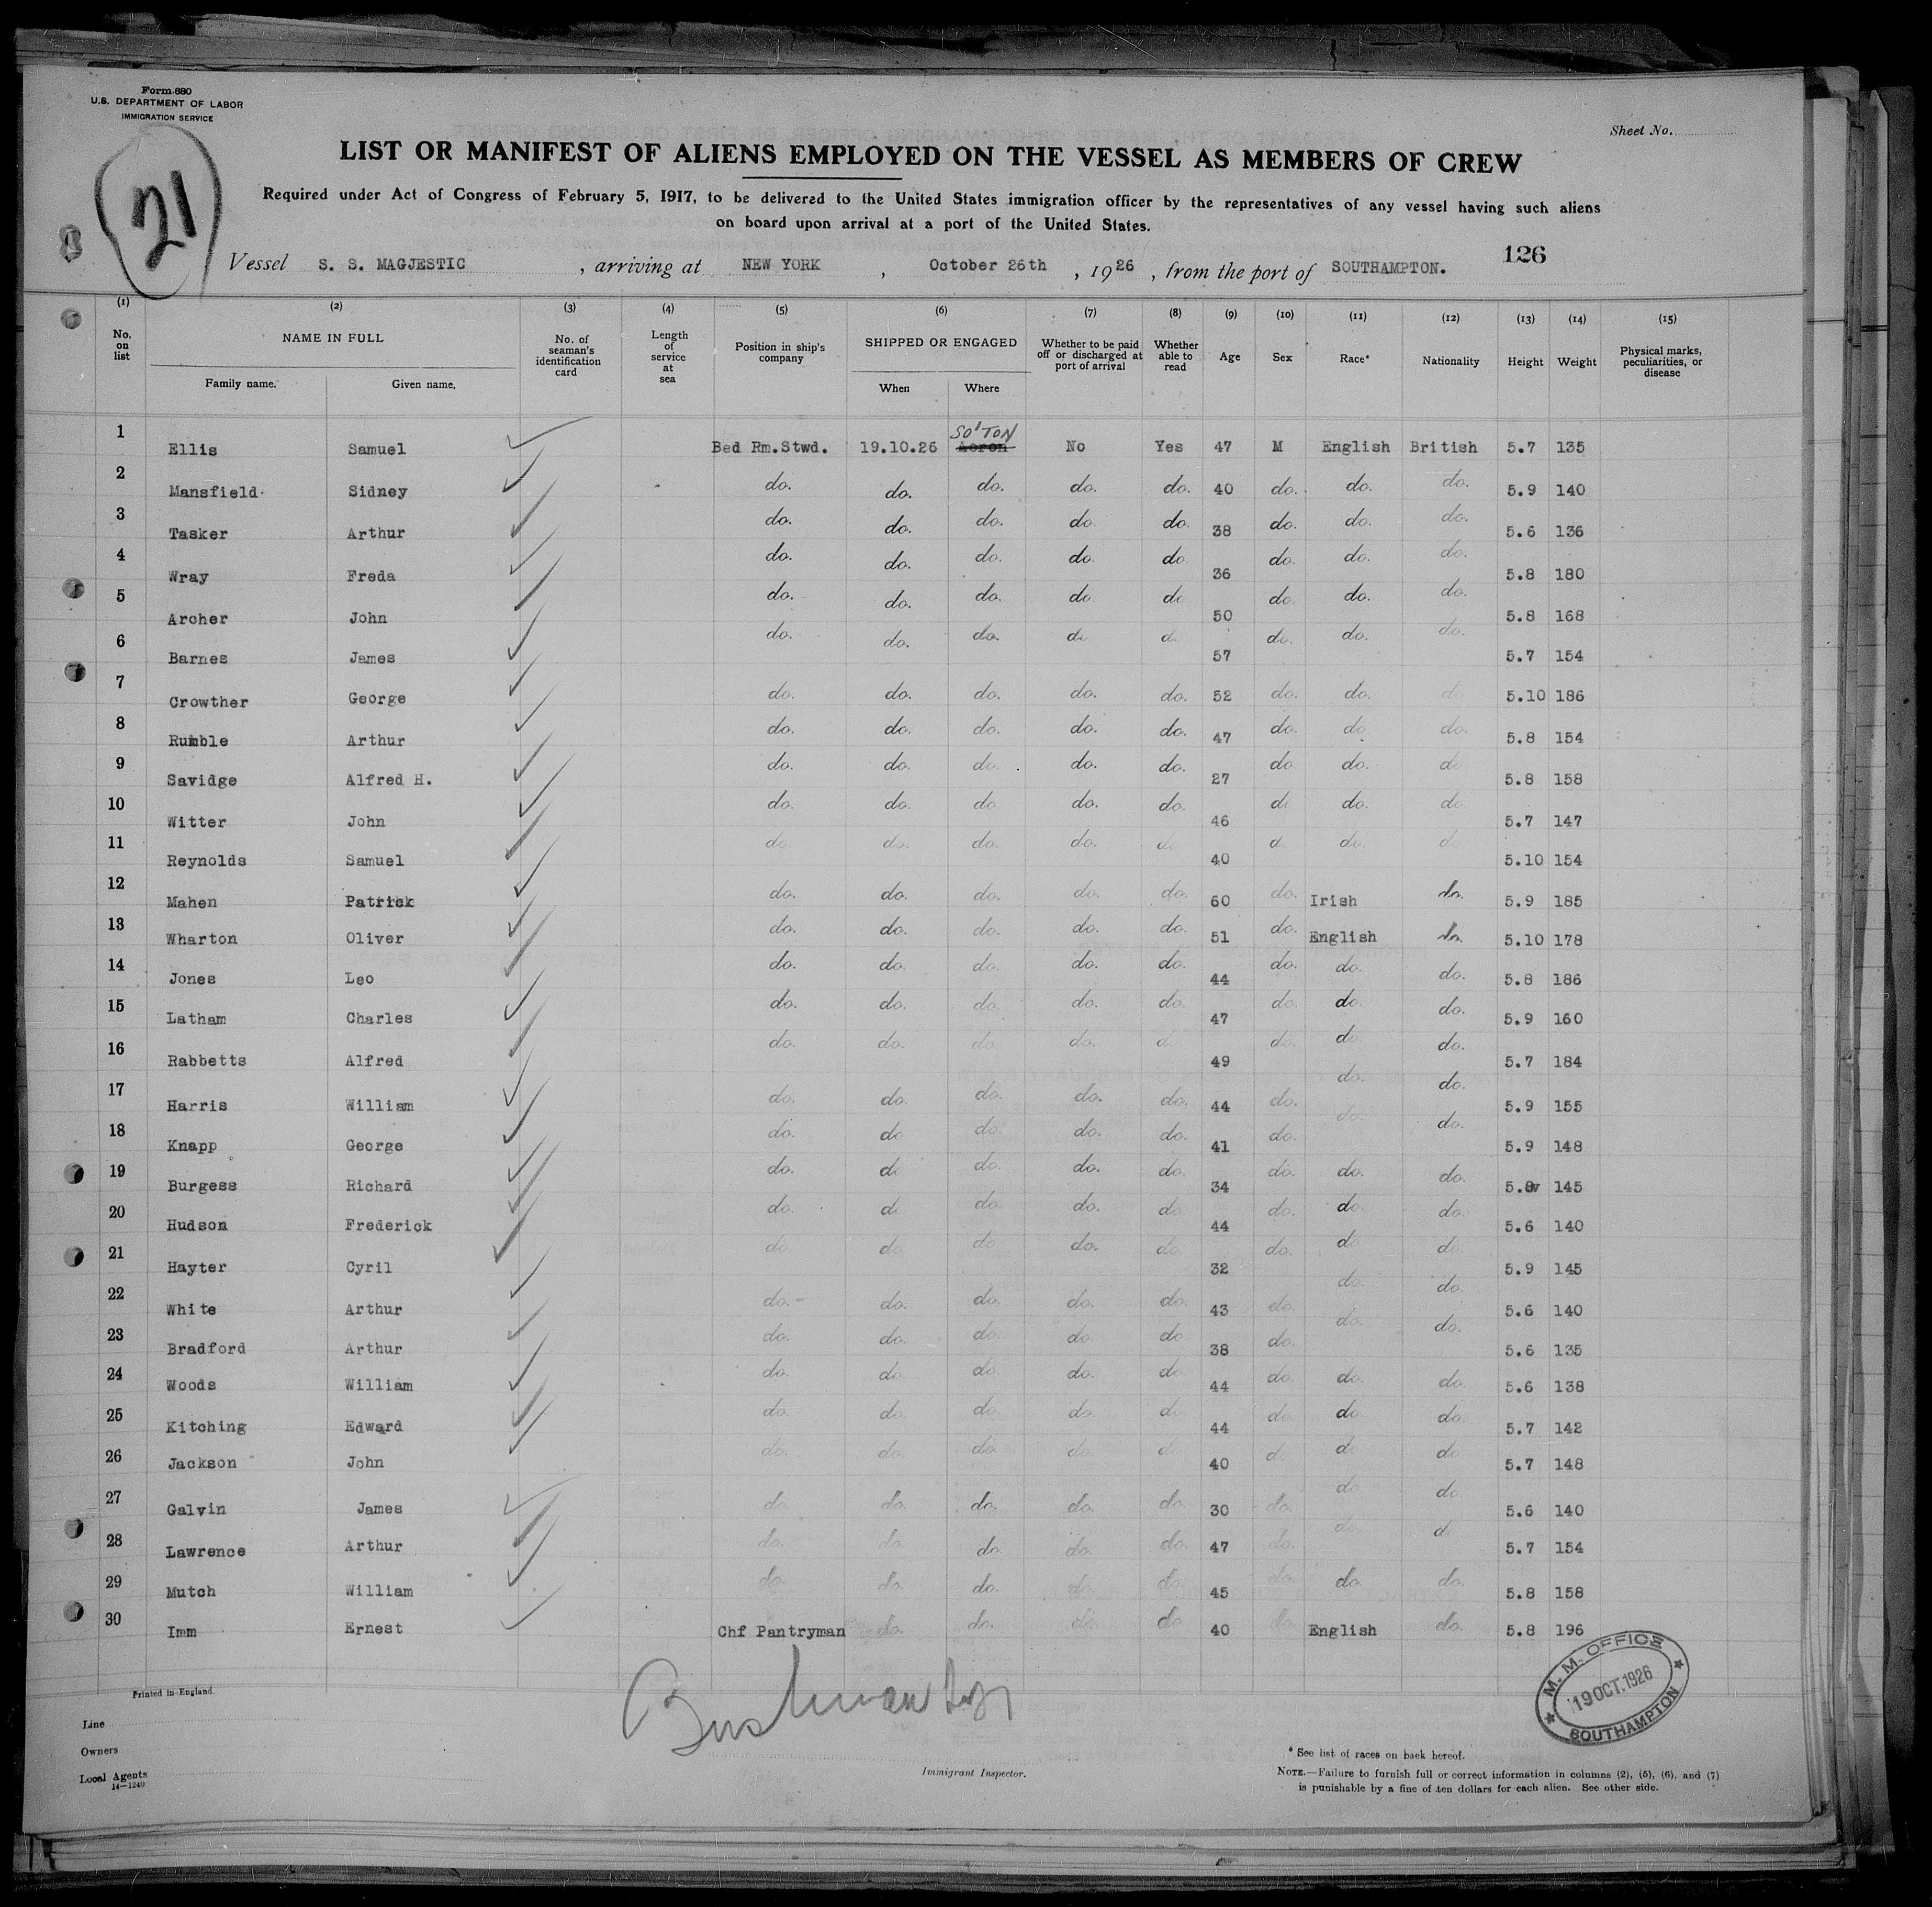 Form 680
U.S. DEPARTMENT OF LABOR
IMMIGRATION SERVICE
21
Sheet No.
LIST OR MANIFEST OF ALIENS EMPLOYED ON THE VESSEL AS MEMBERS OF CREW
Required under Act of Congress of February 5, 1917, to be delivered to the United States immigration officer by the representatives of any vessel having such aliens
on board upon arrival at a port of the United States.
126
Vessel S. S. MAGJESTIC , arriving at NEW YORK , October 26th , 1926 , from the port of SOUTHAMPTON.
(1) (2) (3) (4) (5) (6) (7) (8) (9) (10) (11) (12) (13) (14) (15)
No. on list NAME IN FULL Family name. Given name. No. of seaman's identification card Length of service at sea Position in ship's company SHIPPED OR ENGAGED When Where Whether to be paid off or discharged at port of arrival Whether able to read Age Sex Race* Nationality Height Weight Physical marks, peculiarities, or disease
SO'TON
1 Ellis Samuel Bed Rm.Stwd. 19.10.26 No Yes 47 M English British 5.7 135
2 Mansfield Sidney do. do. do. do. do. 40 do. do. do. 5.9 140
3 Tasker Arthur do. do. do. do. do. 38 do. do. do. 5.6 136
4 Wray Freda do. do. do. do. do 36 do. do. do. 5.8 180
5 Archer John do. do. do. do do 50 do. do. do. 5.8 168
6 Barnes James do. do. do. do d. 57 do. do. do. 5.7 154
7 Crowther George do. do. do. do. do. 52 do. do. do 5.10 186
8 Rumble Arthur do. do. do. do. do. 47 do. do. do. 5.8 154
9 Savidge Alfred H. do. do. do. do. do. 27 do do. do 5.8 158
10 Witter John do. do. do do. do. 46 do do. do. 5.7 147
11 Reynolds Samuel do do. do. do. do 40 d. do. d 5.10 154
12 Mahen Patrick do. do. do. do. do. 60 do. Irish do. 5.9 185
13 Wharton Oliver do. do. do. do. do. 51 do. English do. 5.10 178
14 Jones Leo do. do. do. do. do. 44 do. do. do. 5.8 186
15 Latham Charles do. do. do. do. do. 47 do. do. do. 5.9 160
16 Rabbetts Alfred do. do. do. do. d 49 do. do do. 5.7 184
17 Harris William do. do. do. do. do. 44 do. do. do. 5.9 155
18 Knapp George do. do do. do. do. 41 do. do. do. 5.9 148
19 Burgess Richard do. do do. do. do. 34 do. do. do. 5.8 145
20 Hudson Frederick do. do do. do. do. 44 do. do. do. 5.6 140
21 Hayter Cyril do do do do. do. 32 do. do do 5.9 145
22 White Arthur do.- do. do. do. do. 43 do. do. do. 5.6 140
23 Bradford Arthur do. do. do. do. do 38 do. do. do. 5.6 135
24 Woods William do. do. do do. do 44 do. do. do. 5.6 138
25 Kitching Edward do. do. do do. do 44 do do. do. 5.7 142
26 Jackson John do. do. do do. d 40 do do do 5.7 148
27 Galvin James do. do. do. do. do. 30 do. do do 5.6 140
28 Lawrence Arthur do. do. do. do. do. 47 do. do. d 5.7 154
29 Mutch William do. do. do. do. do. 45 do. do. do. 5.8 158
30 Imm Ernest Chf Pantryman do. do. do. do. 40 do. English do. 5.8 196
Printed in England.
M. M. OFFICE
19 OCT. 1926
SOUTHAMPTON
Line
Owners
Local Agents
14—1240
Immigrant Inspector.
* See list of races on back hereof.
NOTE.—Failure to furnish full or correct information in columns (2), (5), (6), and (7)
is punishable by a fine of ten dollars for each alien. See other side.